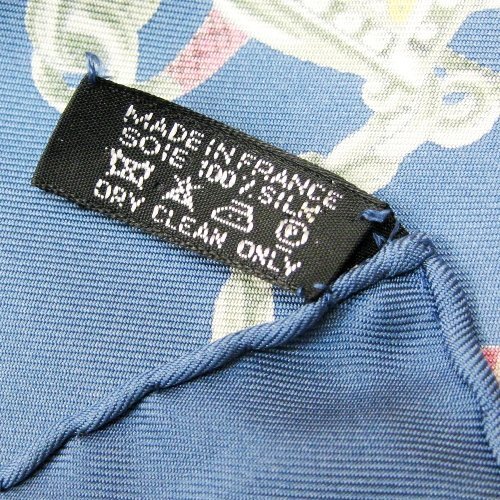 MADE IN FRANCE
SOIE 100 / SILK
P
DRY CLEAN ONLY